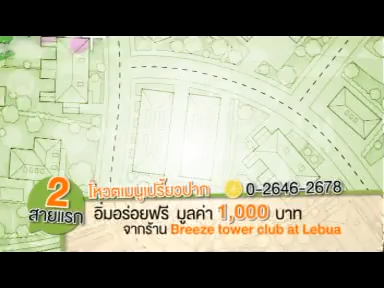 2
สายแรก
โหวตเมนูเปรี้ยวปาก 0-2646-2678
อิ่มอร่อยฟรี มูลค่า 1,000 บาท
จากร้าน Breeze tower club at Lebua